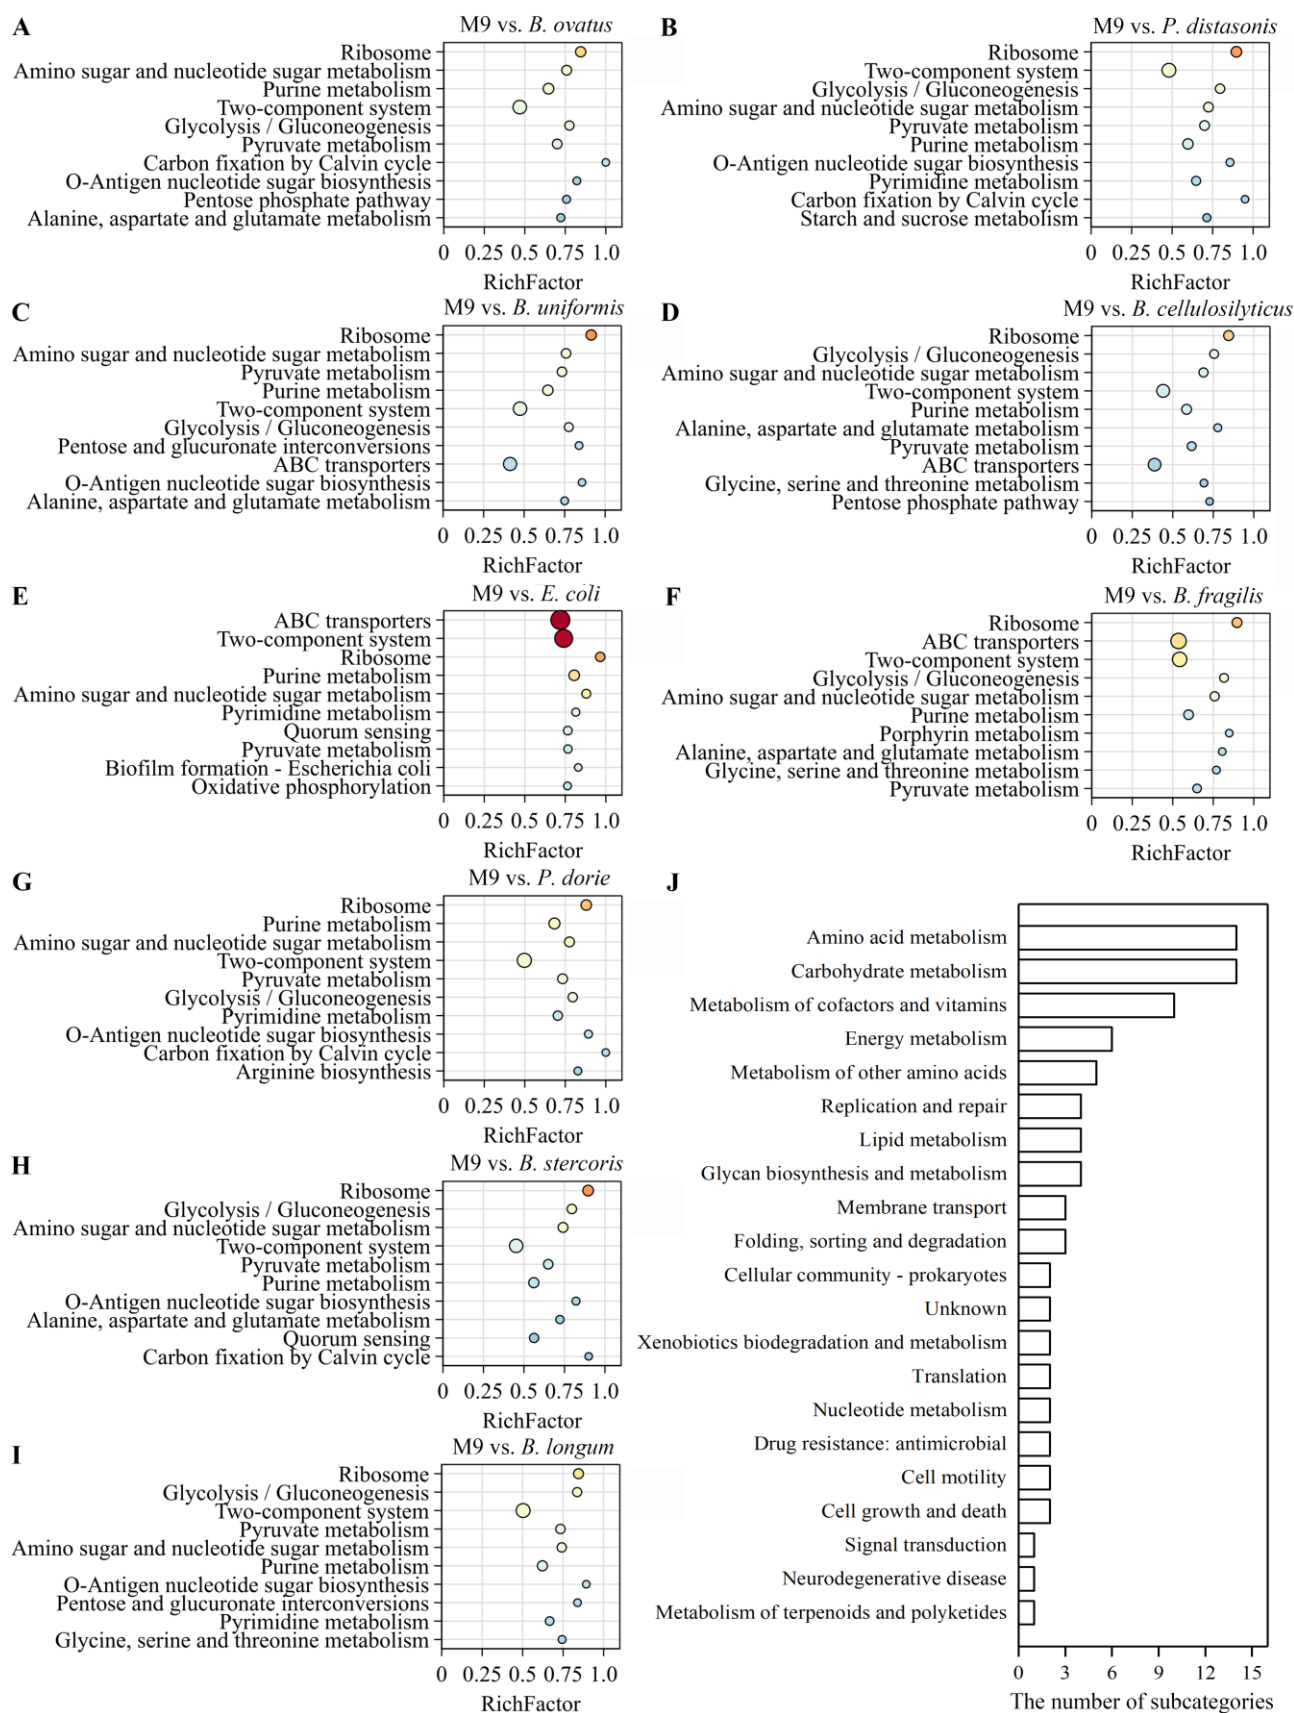 A
M9 vs. B. ovatus
Ribosome
Amino sugar and nucleotide sugar metabolism
Purine metabolism
Two-component system
Glycolysis / Gluconeogenesis
Pyruvate metabolism
Carbon fixation by Calvin cycle
O-Antigen nucleotide sugar biosynthesis
Pentose phosphate pathway
Alanine, aspartate and glutamate metabolism
0 0.25 0.5 0.75 1.0
RichFactor
B
M9 vs. P. distasonis
Ribosome
Two-component system
Glycolysis / Gluconeogenesis
Amino sugar and nucleotide sugar metabolism
Pyruvate metabolism
Purine metabolism
O-Antigen nucleotide sugar biosynthesis
Pyrimidine metabolism
Carbon fixation by Calvin cycle
Starch and sucrose metabolism
0 0.25 0.5 0.75 1.0
RichFactor
C
M9 vs. B. uniformis
Ribosome
Amino sugar and nucleotide sugar metabolism
Pyruvate metabolism
Purine metabolism
Two-component system
Glycolysis / Gluconeogenesis
Pentose and glucuronate interconversions
ABC transporters
O-Antigen nucleotide sugar biosynthesis
Alanine, aspartate and glutamate metabolism
0 0.25 0.5 0.75 1.0
RichFactor
D
M9 vs. B. cellulosilyticus
Ribosome
Glycolysis / Gluconeogenesis
Amino sugar and nucleotide sugar metabolism
Two-component system
Purine metabolism
Alanine, aspartate and glutamate metabolism
Pyruvate metabolism
ABC transporters
Glycine, serine and threonine metabolism
Pentose phosphate pathway
0 0.25 0.5 0.75 1.0
RichFactor
E
M9 vs. E. coli
ABC transporters
Two-component system
Ribosome
Purine metabolism
Amino sugar and nucleotide sugar metabolism
Pyrimidine metabolism
Quorum sensing
Pyruvate metabolism
Biofilm formation - Escherichia coli
Oxidative phosphorylation
0 0.25 0.5 0.75 1.0
RichFactor
F
M9 vs. B. fragilis
Ribosome
ABC transporters
Two-component system
Glycolysis / Gluconeogenesis
Amino sugar and nucleotide sugar metabolism
Purine metabolism
Porphyrin metabolism
Alanine, aspartate and glutamate metabolism
Glycine, serine and threonine metabolism
Pyruvate metabolism
0 0.25 0.5 0.75 1.0
RichFactor
G
M9 vs. P. dorie
Ribosome
Purine metabolism
Amino sugar and nucleotide sugar metabolism
Two-component system
Pyruvate metabolism
Glycolysis / Gluconeogenesis
Pyrimidine metabolism
O-Antigen nucleotide sugar biosynthesis
Carbon fixation by Calvin cycle
Arginine biosynthesis
0 0.25 0.5 0.75 1.0
RichFactor
H
M9 vs. B. stercoris
Ribosome
Glycolysis / Gluconeogenesis
Amino sugar and nucleotide sugar metabolism
Two-component system
Pyruvate metabolism
Purine metabolism
O-Antigen nucleotide sugar biosynthesis
Alanine, aspartate and glutamate metabolism
Quorum sensing
Carbon fixation by Calvin cycle
0 0.25 0.5 0.75 1.0
RichFactor
I
M9 vs. B. longum
Ribosome
Glycolysis / Gluconeogenesis
Two-component system
Pyruvate metabolism
Amino sugar and nucleotide sugar metabolism
Purine metabolism
O-Antigen nucleotide sugar biosynthesis
Pentose and glucuronate interconversions
Pyrimidine metabolism
Glycine, serine and threonine metabolism
0 0.25 0.5 0.75 1.0
RichFactor
J
Amino acid metabolism
Carbohydrate metabolism
Metabolism of cofactors and vitamins
Energy metabolism
Metabolism of other amino acids
Replication and repair
Lipid metabolism
Glycan biosynthesis and metabolism
Membrane transport
Folding, sorting and degradation
Cellular community - prokaryotes
Unknown
Xenobiotics biodegradation and metabolism
Translation
Nucleotide metabolism
Drug resistance: antimicrobial
Cell motility
Cell growth and death
Signal transduction
Neurodegenerative disease
Metabolism of terpenoids and polyketides
0 3 6 9 12 15
The number of subcategories